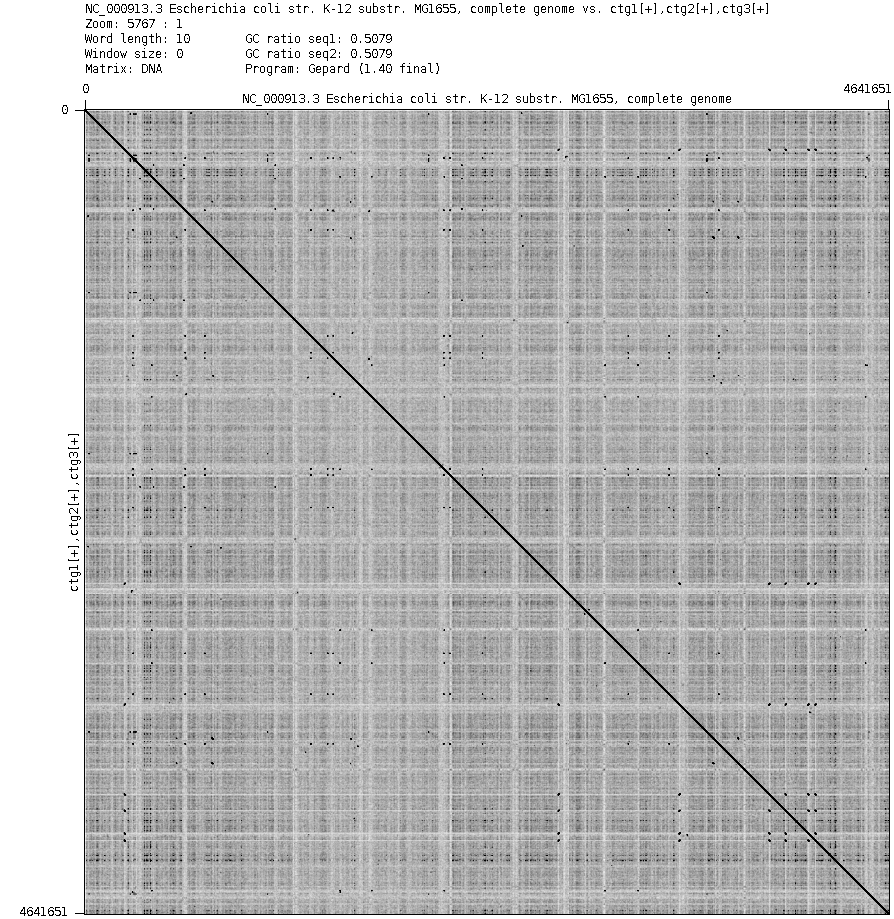 NC_000913.3 Escherichia coli str. K-12 substr. MG1655, complete genome vs. ctg1[+],ctg2[+],ctg3[+]
Zoom: 5767 : 1
Word length: 10 GC ratio seq1: 0.5079
Window size: 0 GC ratio seq2: 0.5079
Matrix: DNA Program: Gepard (1.40 final)
0 4641651
NC_000913.3 Escherichia coli str. K-12 substr. MG1655, complete genome
0
ctg1[+],ctg2[+],ctg3[+]
4641651